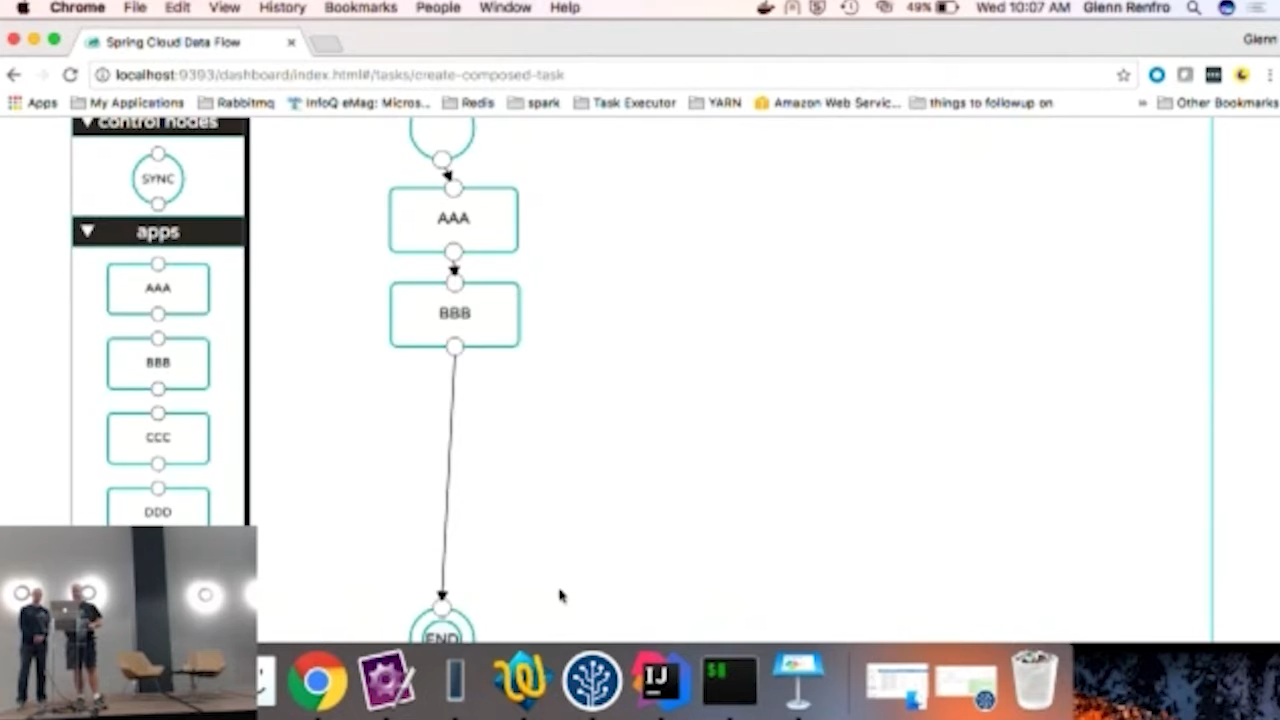 Chrome File Edit View History Bookmarks People Window Help 49% Wed 10:07 AM Glenn Renfro
Spring Cloud Data Flow Glenn
localhost:9393/dashboard/index.html#/tasks/create-composed-task
Apps My Applications Rabbitmq InfoQ eMag: Micros... Redis spark Task Executor YARN Amazon Web Servic... things to followup on » Other Bookmarks
control nodes
SYNC
apps
AAA
BBB
CCC
DDD
AAA
BBB
END
IJ
$